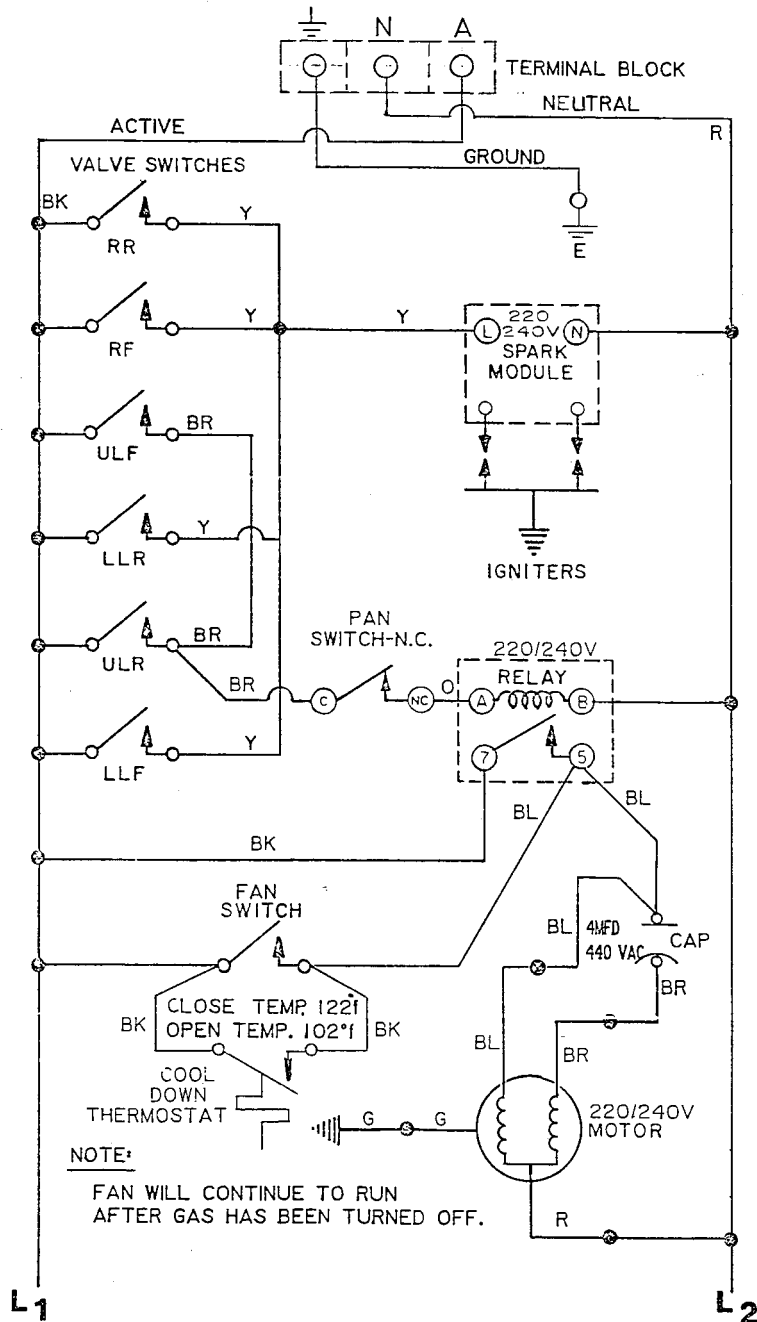 N A
TERMINAL BLOCK
NEUTRAL
ACTIVE
R
GROUND
VALVE SWITCHES
BK
Y
E
RR
Y
Y
L
220
240V
N
SPARK
MODULE
RF
BR
ULF
Y
LLR
IGNITERS
PAN
SWITCH-N.C.
BR
220/240V
ULR
RELAY
BR
C
NC
O
A
B
Y
LLF
7
5
BL
BL
BK
FAN
SWITCH
BL
4MFD
440 VAC
CAP
BR
CLOSE TEMP. 122°f
OPEN TEMP. 102°f
BK
BK
BL
BR
COOL
DOWN
THERMOSTAT
G
G
220/240V
MOTOR
NOTE:
FAN WILL CONTINUE TO RUN
AFTER GAS HAS BEEN TURNED OFF.
R
L1
L2